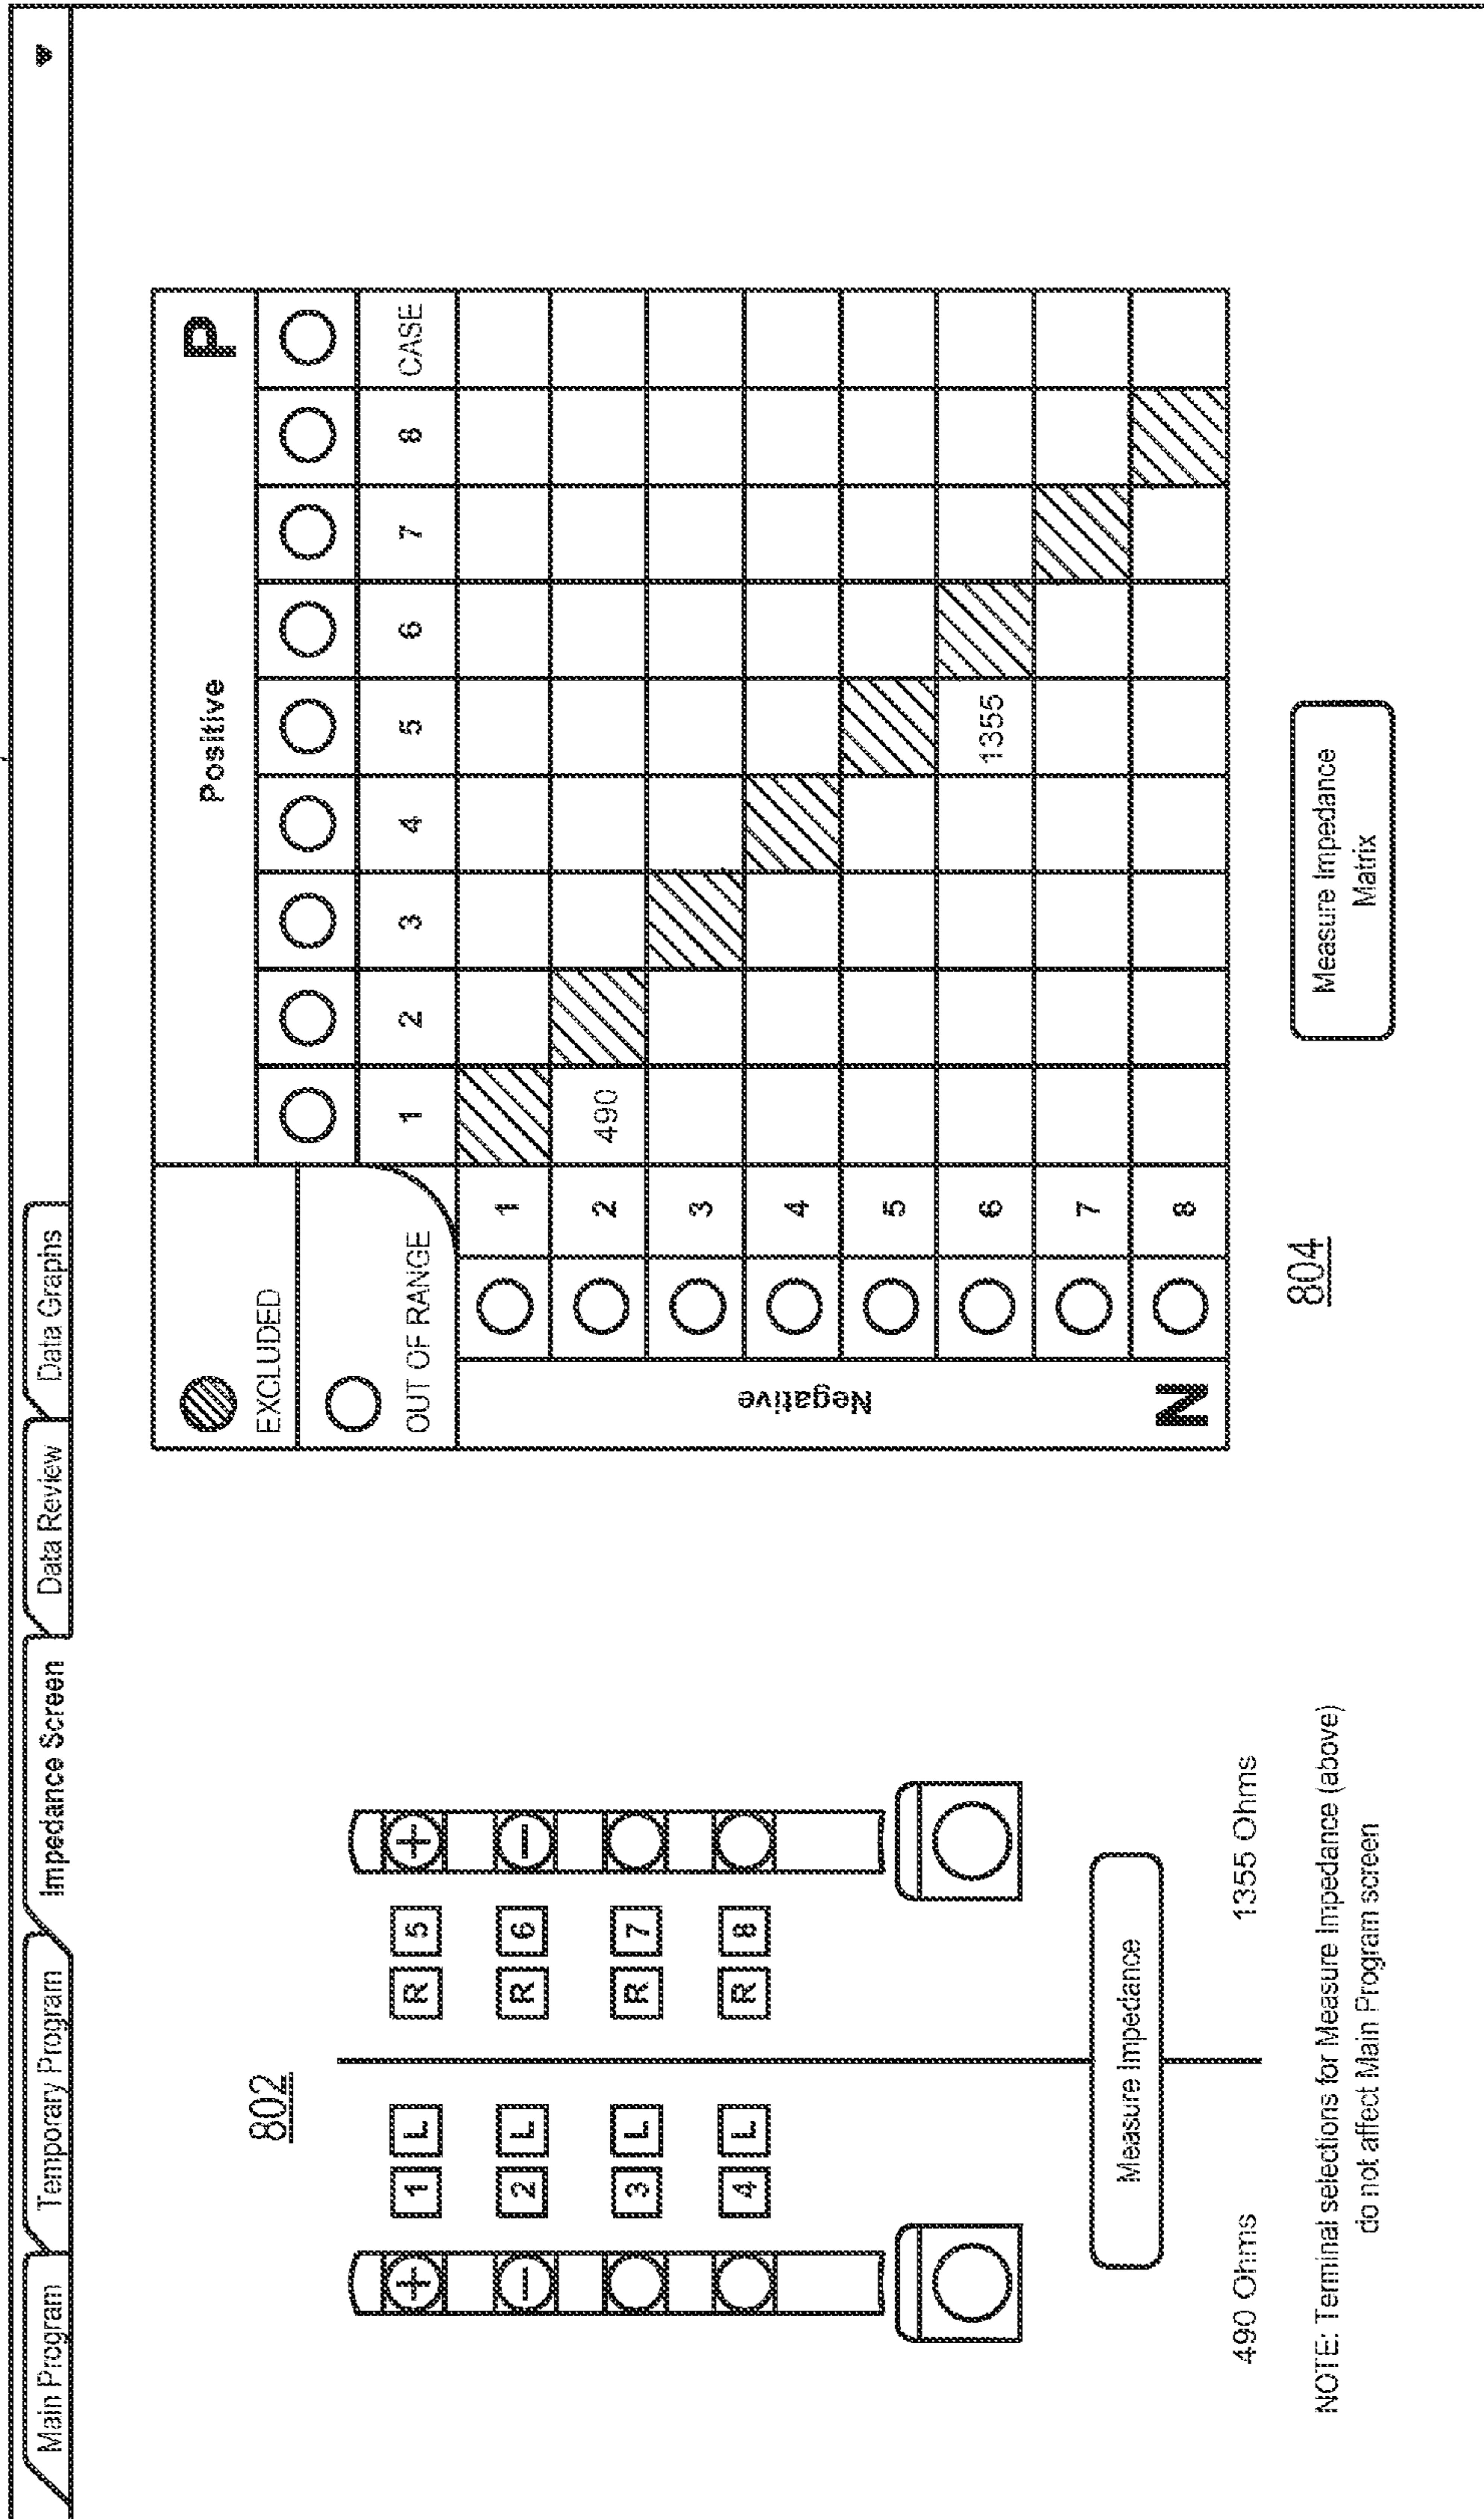 Main Program
Temporary Program
Impedance Screen
Data Review
Data Graphs
802
1 L
R 5
2 L
R 6
3 L
R 7
4 L
R 8
Measure Impedance
490 Ohms
1355 Ohms
NOTE: Terminal selections for Measure Impedance (above)
do not affect Main Program screen
EXCLUDED
OUT OF RANGE
Positive
P
1 2 3 4 5 6 7 8 CASE
Negative
N
1
2 490
3
4
5
6 1355
7
8
804
Measure Impedance
Matrix